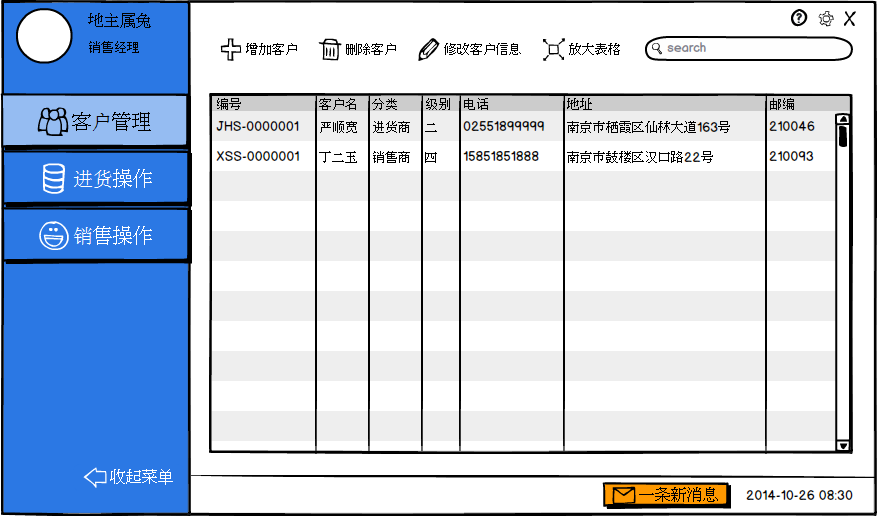 地主属兔
销售经理
客户管理
进货操作
销售操作
收起菜单
?
增加客户 删除客户 修改客户信息 放大表格 search
编号 客户名 分类 级别 电话 地址 邮编
JHS-0000001 严顺宽 进货商 二 02551899999 南京市栖霞区仙林大道163号 210046
XSS-0000001 丁二玉 销售商 四 15851851888 南京市鼓楼区汉口路22号 210093
一条新消息 2014-10-26 08:30